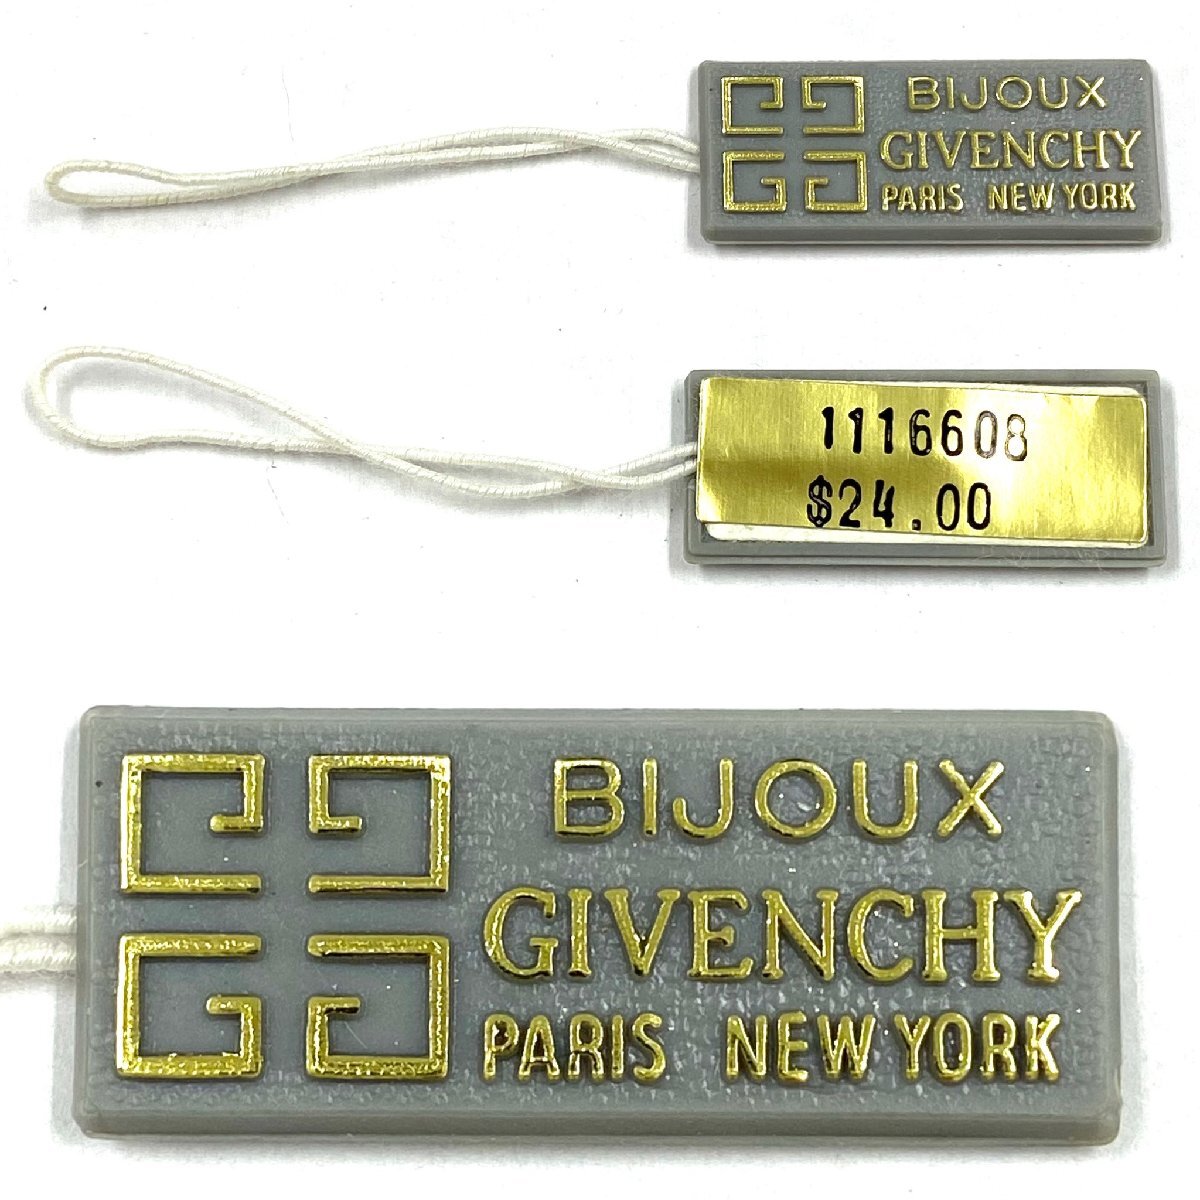 BIJOUX
GIVENCHY
PARIS NEW YORK
1116608
$24.00
BIJOUX
GIVENCHY
PARIS NEW YORK